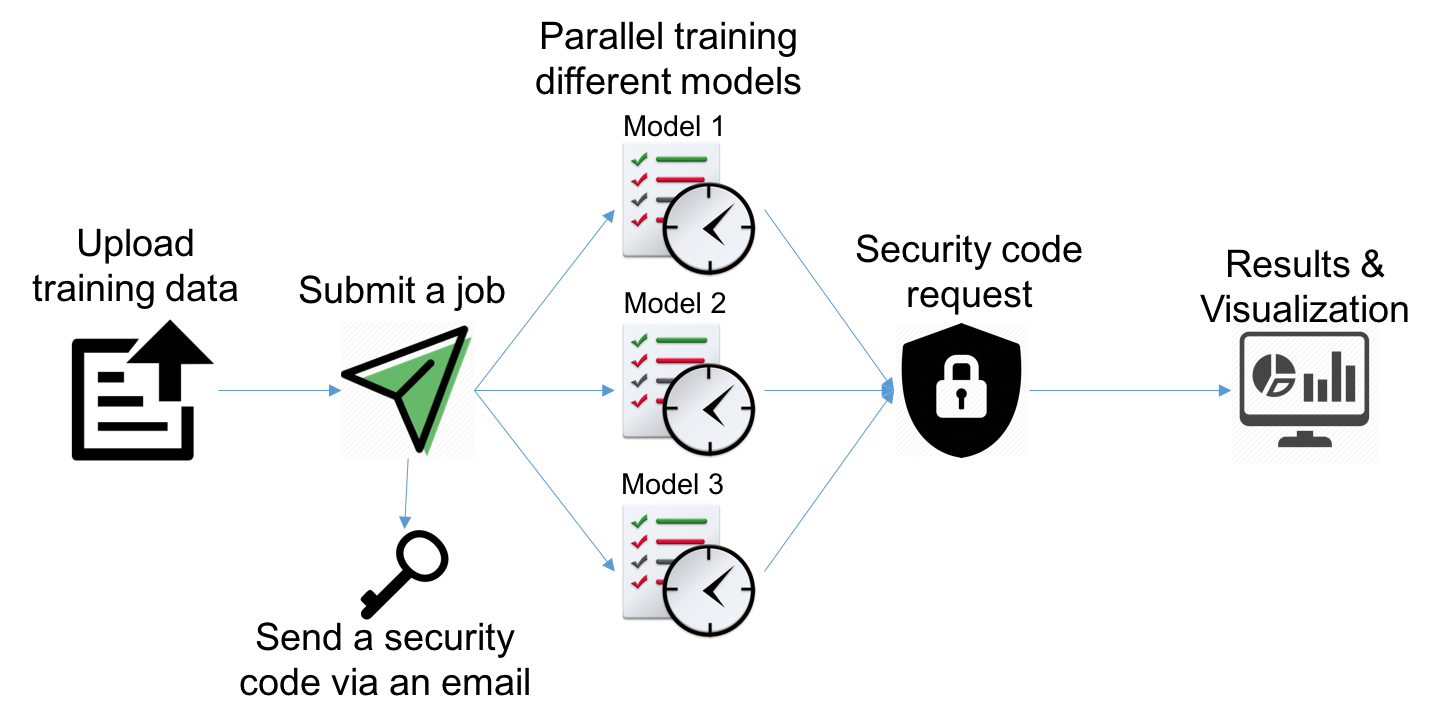 Upload
training data
Submit a job
Send a security
code via an email
Parallel training
different models
Model 1
Model 2
Model 3
Security code
request
Results &
Visualization